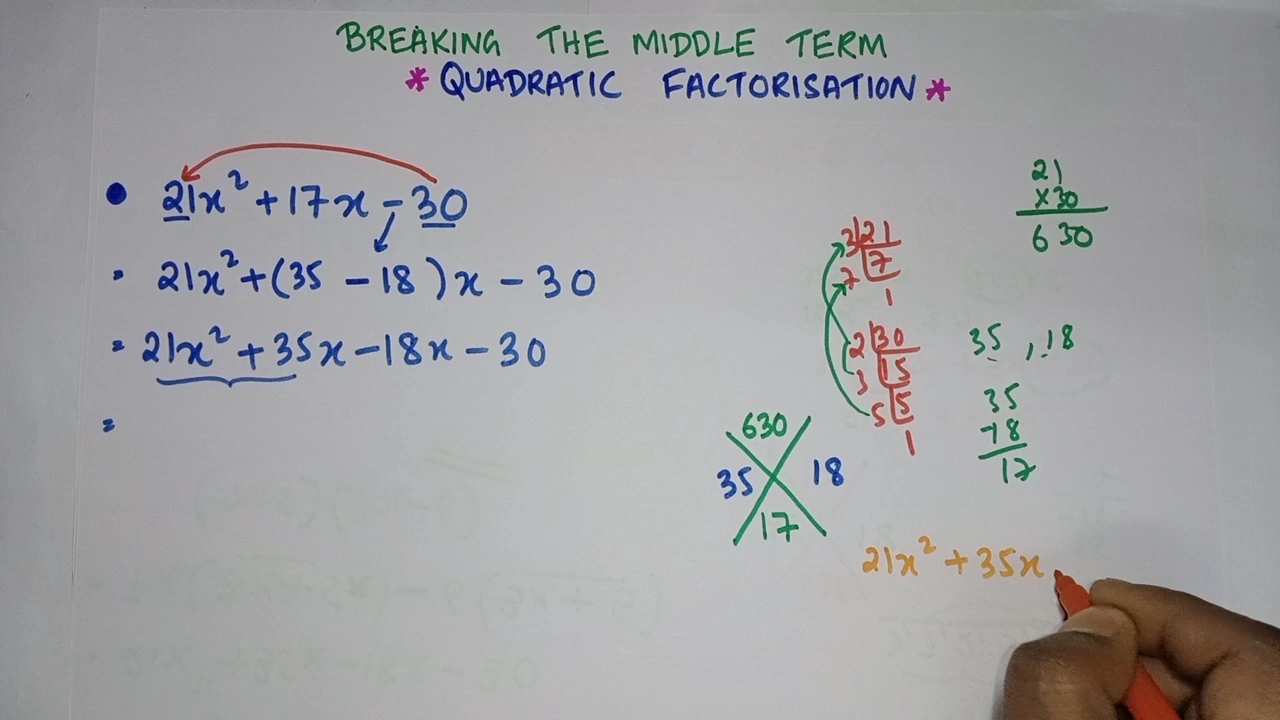 BREAKING THE MIDDLE TERM
* QUADRATIC FACTORISATION *
• 21x² + 17x - 30
= 21x² + (35 - 18)x - 30
= 21x² + 35x - 18x - 30
=
21
x30
630
3 21
7 7
1
2 30
3 15
5 5
1
35 , 18
35
-18
17
630
35 18
17
21x² + 35x